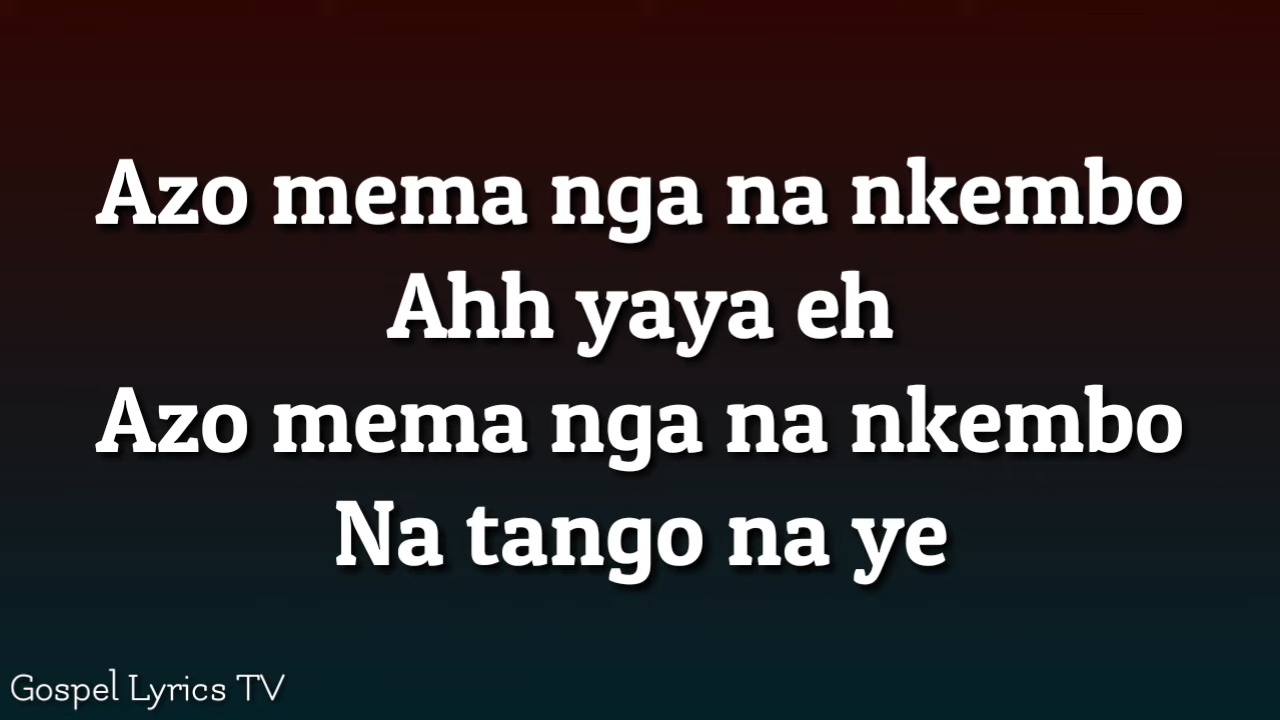 Azo mema nga na nkembo
Ahh yaya eh
Azo mema nga na nkembo
Na tango na ye
Gospel Lyrics TV